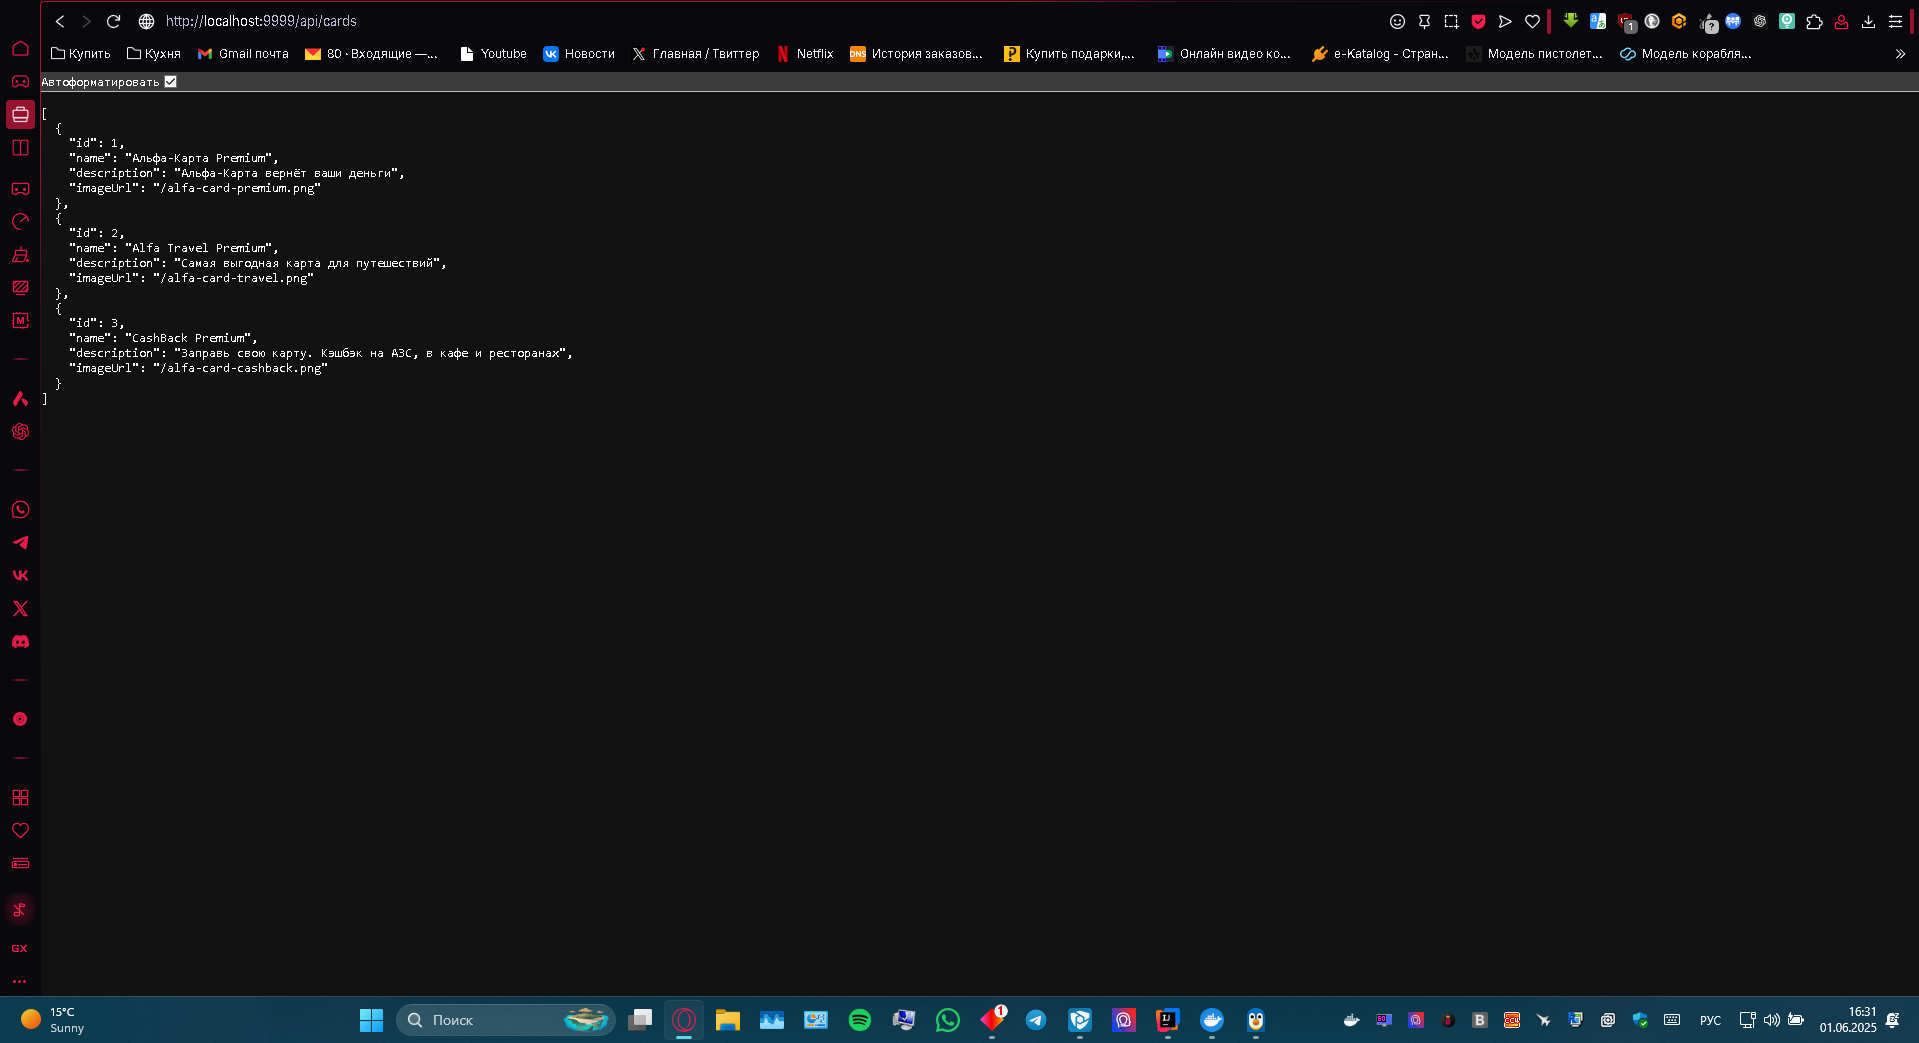 http://localhost:9999/api/cards
1
?
Купить
Кухня
Gmail почта
80 · Входящие —...
Youtube
Новости
Главная / Твиттер
Netflix
DNS
История заказов...
Купить подарки,...
Онлайн видео ко...
e-Katalog - Стран...
Модель пистолет...
Модель корабля...
Автоформатировать
[
{
"id": 1,
"name": "Альфа-Карта Premium",
"description": "Альфа-Карта вернёт ваши деньги",
"imageUrl": "/alfa-card-premium.png"
},
{
"id": 2,
"name": "Alfa Travel Premium",
"description": "Самая выгодная карта для путешествий",
"imageUrl": "/alfa-card-travel.png"
},
{
"id": 3,
"name": "CashBack Premium",
"description": "Заправь свою карту. Кэшбэк на АЗС, в кафе и ресторанах",
"imageUrl": "/alfa-card-cashback.png"
}
]
GX
15°C
Sunny
Поиск
1
РУС
16:31
01.06.2025